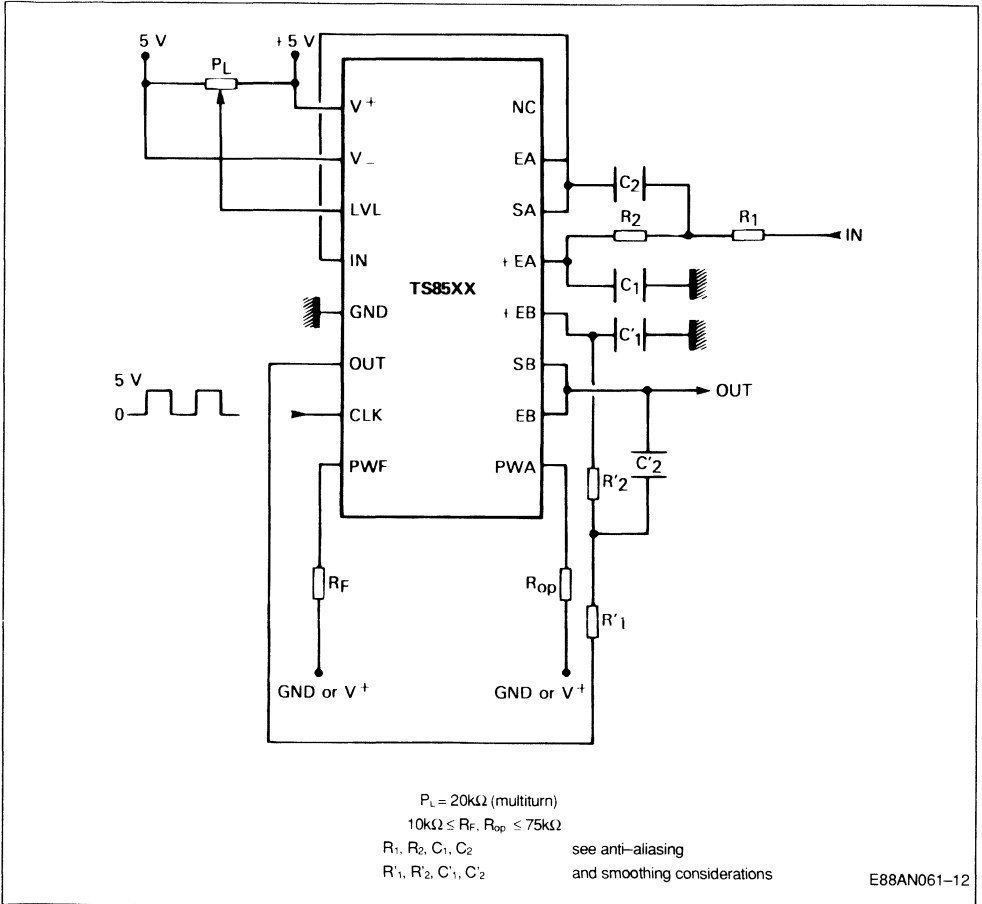 5 V
+5 V
PL
V+
NC
V–
EA
LVL
SA
C2
R2
R1
IN
IN
+EA
TS85XX
C1
GND
+EB
C'1
OUT
SB
OUT
5 V
0
CLK
EB
PWF
PWA
R'2
C'2
RF
Rop
R'1
GND or V+
GND or V+
PL = 20kΩ (multiturn)
10kΩ ≤ RF, Rop ≤ 75kΩ
R1, R2, C1, C2 see anti–aliasing
R'1, R'2, C'1, C'2 and smoothing considerations
E88AN061–12